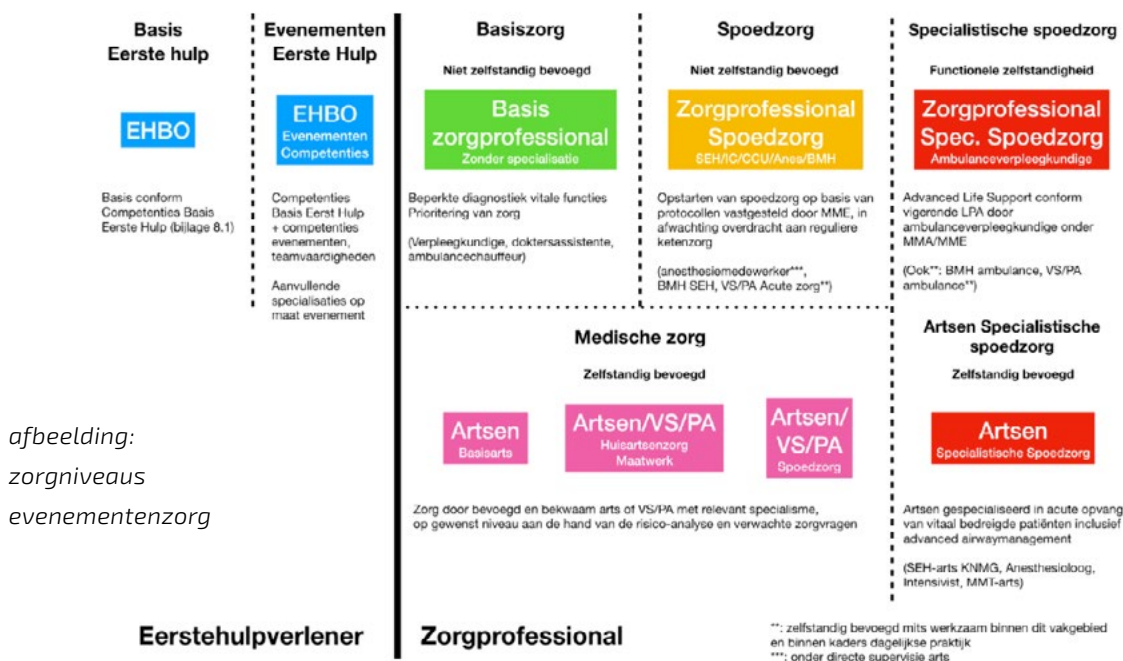 Basis
Eerste hulp
EHBO
Basis conform
Competenties Basis
Eerste Hulp (bijlage 8.1)
Evenementen
Eerste Hulp
EHBO
Evenementen
Competenties
Competenties
Basis Eerst Hulp
+ competenties
evenementen,
teamvaardigheden
Aanvullende
specialisaties op
maat evenement
Basiszorg
Niet zelfstandig bevoegd
Basis
zorgprofessional
Zonder specialisatie
Beperkte diagnostiek vitale functies
Prioritering van zorg
(Verpleegkundige, doktersassistente,
ambulancechauffeur)
Spoedzorg
Niet zelfstandig bevoegd
Zorgprofessional
Spoedzorg
SEH/IC/CCU/Anes/BMH
Opstarten van spoedzorg op basis van
protocollen vastgesteld door MME, in
afwachting overdracht aan reguliere
ketenzorg
(anesthesiemedewerker***,
BMH SEH, VS/PA Acute zorg**)
Specialistische spoedzorg
Functionele zelfstandigheid
Zorgprofessional
Spec. Spoedzorg
Ambulanceverpleegkundige
Advanced Life Support conform
vigerende LPA door
ambulanceverpleegkundige onder
MMA/MME
(Ook**: BMH ambulance, VS/PA
ambulance**)
Medische zorg
Zelfstandig bevoegd
Artsen
Basisarts
Artsen/VS/PA
Huisartsenzorg
Maatwerk
Artsen/
VS/PA
Spoedzorg
Zorg door bevoegd en bekwaam arts of VS/PA met relevant specialisme,
op gewenst niveau aan de hand van de risico-analyse en verwachte zorgvragen
Artsen Specialistische
spoedzorg
Zelfstandig bevoegd
Artsen
Specialistische Spoedzorg
Artsen gespecialiseerd in acute opvang
van vitaal bedreigde patiënten inclusief
advanced airwaymanagement
(SEH-arts KNMG, Anesthesioloog,
Intensivist, MMT-arts)
afbeelding:
zorgniveaus
evenementenzorg
Eerstehulpverlener
Zorgprofessional
**: zelfstandig bevoegd mits werkzaam binnen dit vakgebied
en binnen kaders dagelijkse praktijk
***: onder directe supervisie arts